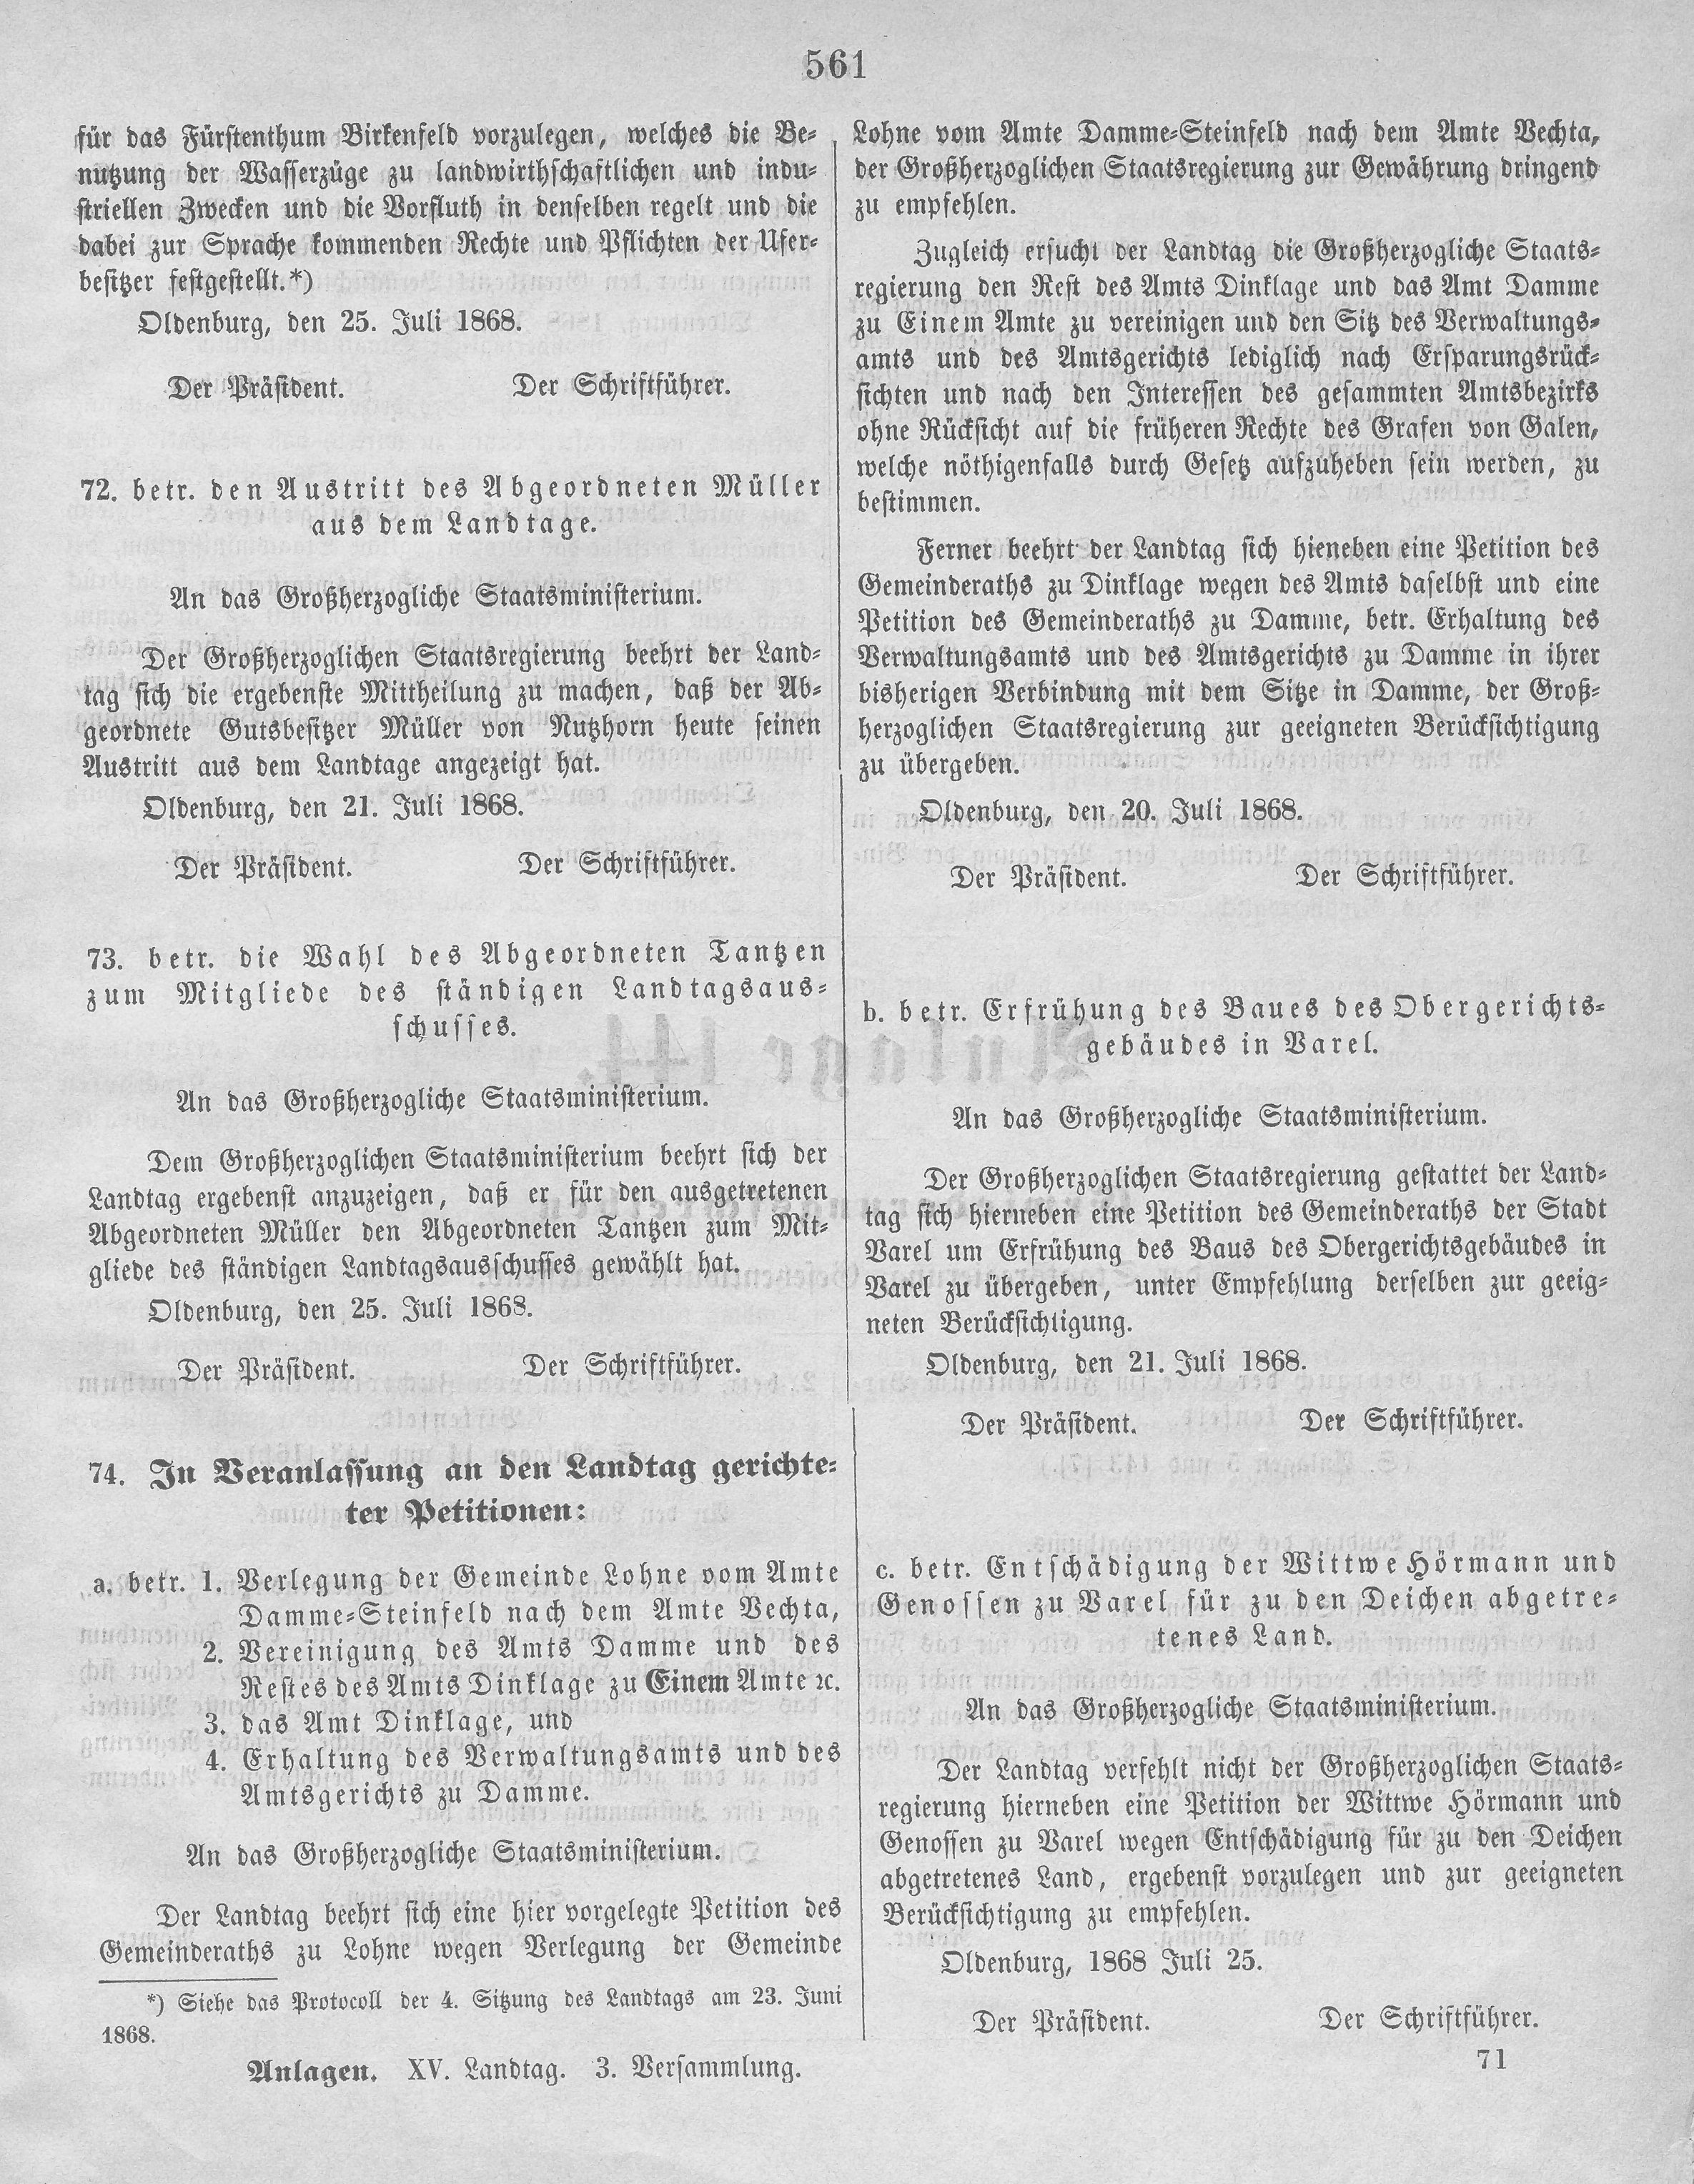 561
für das Fürstenthum Birkenfeld vorzulegen, welches die Be-
nutzung der Wasserzüge zu landwirthschaftlichen und indu-
striellen Zwecken und die Vorfluth in denselben regelt und die
dabei zur Sprache kommenden Rechte und Pflichten der Ufer-
besitzer festgestellt.*)
Oldenburg, den 25. Juli 1868.
Der Präsident. Der Schriftführer.
72. betr. den Austritt des Abgeordneten Müller
aus dem Landtage.
An das Großherzogliche Staatsministerium.
Der Großherzoglichen Staatsregierung beehrt der Land-
tag sich die ergebenste Mittheilung zu machen, daß der Ab-
geordnete Gutsbesitzer Müller von Nutzhorn heute seinen
Austritt aus dem Landtage angezeigt hat.
Oldenburg, den 21. Juli 1868.
Der Präsident. Der Schriftführer.
73. betr. die Wahl des Abgeordneten Tantzen
zum Mitgliede des ständigen Landtagsaus-
schusses.
An das Großherzogliche Staatsministerium.
Dem Großherzoglichen Staatsministerium beehrt sich der
Landtag ergebenst anzuzeigen, daß er für den ausgetretenen
Abgeordneten Müller den Abgeordneten Tantzen zum Mit-
gliede des ständigen Landtagsausschusses gewählt hat.
Oldenburg, den 25. Juli 1868.
Der Präsident. Der Schriftführer.
74. In Veranlassung an den Landtag gerichte-
ter Petitionen:
a. betr. 1. Verlegung der Gemeinde Lohne vom Amte
Damme-Steinfeld nach dem Amte Vechta,
2. Vereinigung des Amts Damme und des
Restes des Amts Dinklage zu Einem Amte ꝛc.
3. das Amt Dinklage, und
4. Erhaltung des Verwaltungsamts und des
Amtsgerichts zu Damme.
An das Großherzogliche Staatsministerium.
Der Landtag beehrt sich eine hier vorgelegte Petition des
Gemeinderaths zu Lohne wegen Verlegung der Gemeinde
*) Siehe das Protocoll der 4. Sitzung des Landtags am 23. Juni
1868.
Anlagen. XV. Landtag. 3. Versammlung.
Lohne vom Amte Damme-Steinfeld nach dem Amte Vechta,
der Großherzoglichen Staatsregierung zur Gewährung dringend
zu empfehlen.
Zugleich ersucht der Landtag die Großherzogliche Staats-
regierung den Rest des Amts Dinklage und das Amt Damme
zu Einem Amte zu vereinigen und den Sitz des Verwaltungs-
amts und des Amtsgerichts lediglich nach Ersparungsrück-
sichten und nach den Interessen des gesammten Amtsbezirks
ohne Rücksicht auf die früheren Rechte des Grafen von Galen,
welche nöthigenfalls durch Gesetz aufzuheben sein werden, zu
bestimmen.
Ferner beehrt der Landtag sich hieneben eine Petition des
Gemeinderaths zu Dinklage wegen des Amts daselbst und eine
Petition des Gemeinderaths zu Damme, betr. Erhaltung des
Verwaltungsamts und des Amtsgerichts zu Damme in ihrer
bisherigen Verbindung mit dem Sitze in Damme, der Groß-
herzoglichen Staatsregierung zur geeigneten Berücksichtigung
zu übergeben.
Oldenburg, den 20. Juli 1868.
Der Präsident. Der Schriftführer.
b. betr. Erfrühung des Baues des Obergerichts-
gebäudes in Varel.
An das Großherzogliche Staatsministerium.
Der Großherzoglichen Staatsregierung gestattet der Land-
tag sich hierneben eine Petition des Gemeinderaths der Stadt
Varel um Erfrühung des Baus des Obergerichtsgebäudes in
Varel zu übergeben, unter Empfehlung derselben zur geeig-
neten Berücksichtigung.
Oldenburg, den 21. Juli 1868.
Der Präsident. Der Schriftführer.
c. betr. Entschädigung der Wittwe Hörmann und
Genossen zu Varel für zu den Deichen abgetre-
tenes Land.
An das Großherzogliche Staatsministerium.
Der Landtag verfehlt nicht der Großherzoglichen Staats-
regierung hierneben eine Petition der Wittwe Hörmann und
Genossen zu Varel wegen Entschädigung für zu den Deichen
abgetretenes Land, ergebenst vorzulegen und zur geeigneten
Berücksichtigung zu empfehlen.
Oldenburg, 1868 Juli 25.
Der Präsident. Der Schriftführer.
71